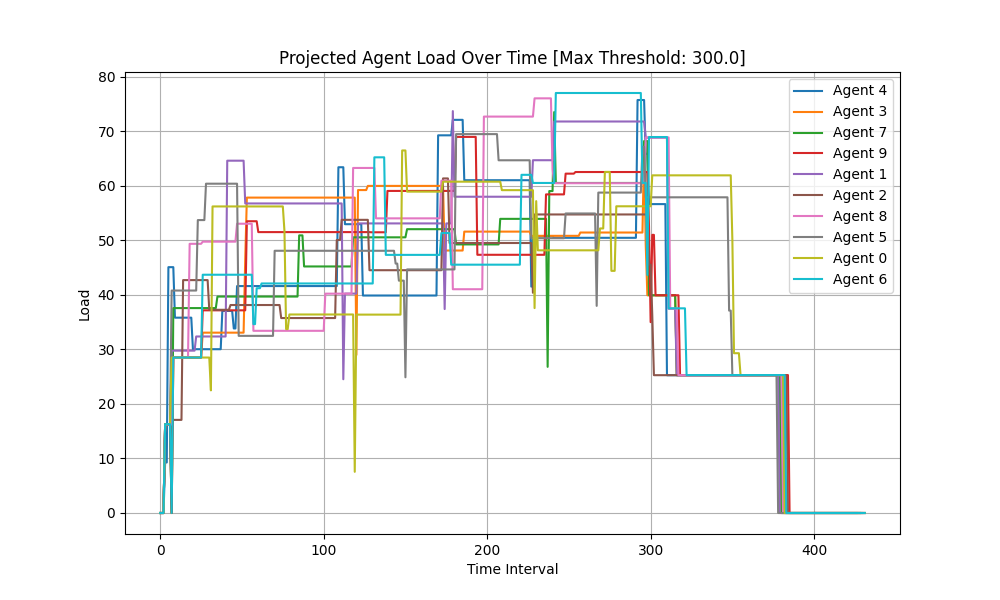 Projected Agent Load Over Time [Max Threshold: 300.0]
80
70
60
50
40
30
20
10
0
Load
0
100
200
300
400
Time Interval
Agent 4
Agent 3
Agent 7
Agent 9
Agent 1
Agent 2
Agent 8
Agent 5
Agent 0
Agent 6